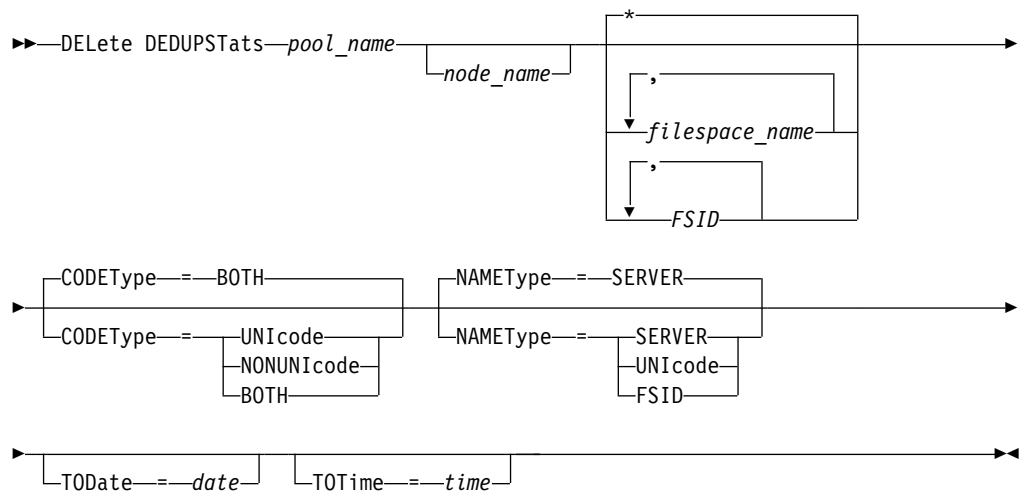 *
DELete DEDUPSTats pool_name
node_name
,
filespace_name
,
FSID
CODEType = BOTH
NAMEType = SERVER
CODEType = UNIcode
NAMEType = SERVER
NONUNIcode
UNIcode
BOTH
FSID
TODate = date
TOTime = time